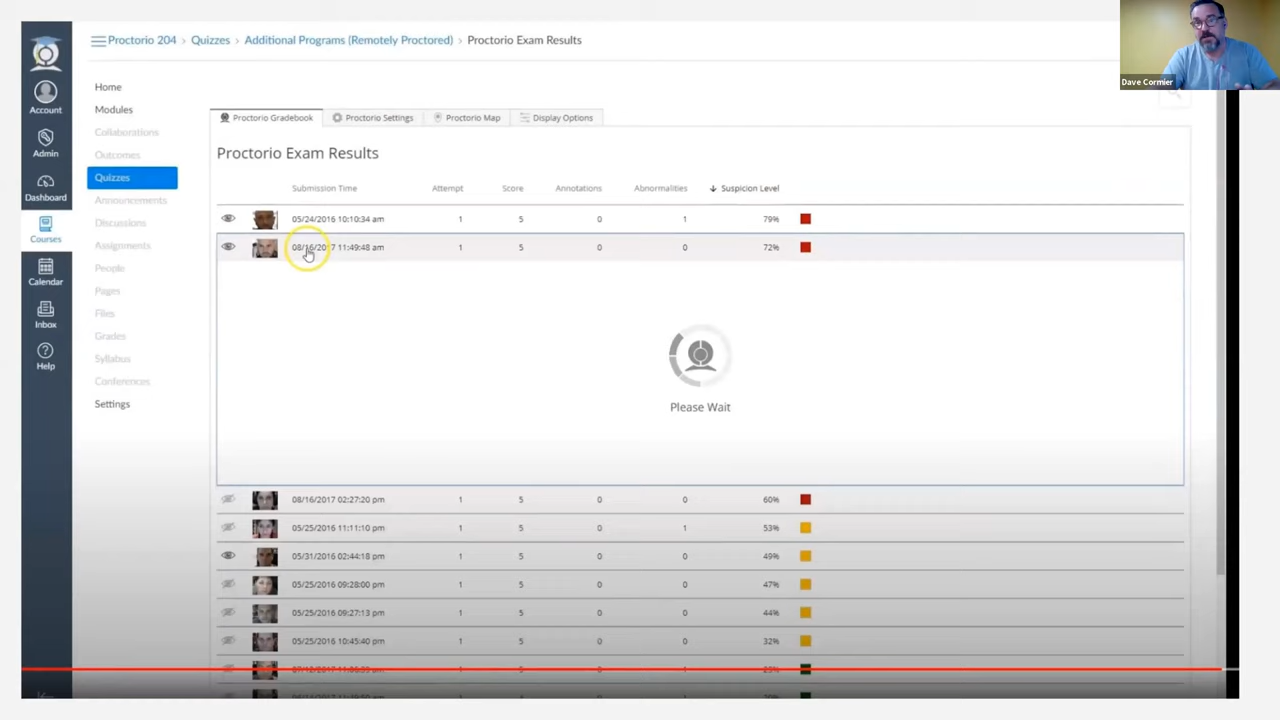 Proctorio 204 › Quizzes › Additional Programs (Remotely Proctored) › Proctorio Exam Results
Dave Cormier
Account
Admin
Dashboard
Courses
Calendar
Inbox
Help
Home
Modules
Collaborations
Outcomes
Quizzes
Announcements
Discussions
Assignments
People
Pages
Files
Grades
Syllabus
Conferences
Settings
Proctorio Gradebook Proctorio Settings Proctorio Map Display Options
Proctorio Exam Results
Submission Time Attempt Score Annotations Abnormalities Suspicion Level
05/24/2016 10:10:34 am 1 5 0 1 79%
08/16/2017 11:49:48 am 1 5 0 0 72%
Please Wait
08/16/2017 02:27:20 pm 1 5 0 0 60%
05/25/2016 11:11:10 pm 1 5 0 1 53%
05/31/2016 02:44:18 pm 1 5 0 0 49%
05/25/2016 09:28:00 pm 1 5 0 0 47%
05/25/2016 09:27:13 pm 1 5 0 0 44%
05/25/2016 10:45:40 pm 1 5 0 0 32%